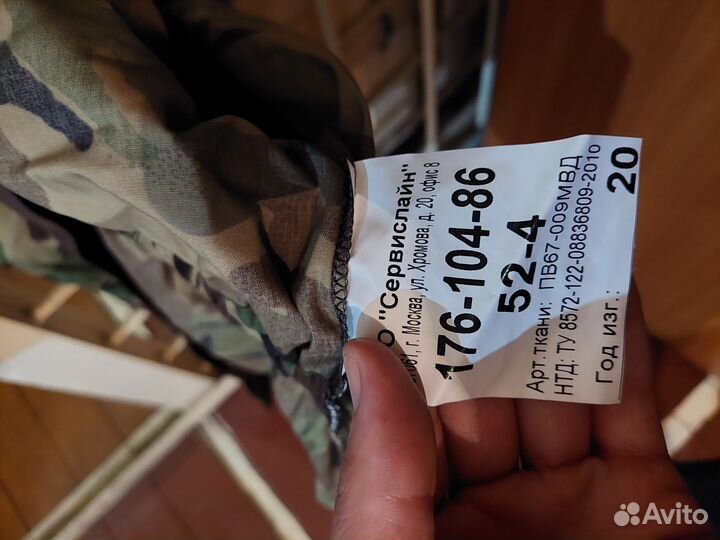 О "Сервислайн"
г. Москва, ул. Хромова, д. 20, офис 8
176-104-86
52-4
Арт.ткани: ПВ67-009МВД
НТД: ТУ 8572-122-08836809-2010
Год изг.: 20
Avito